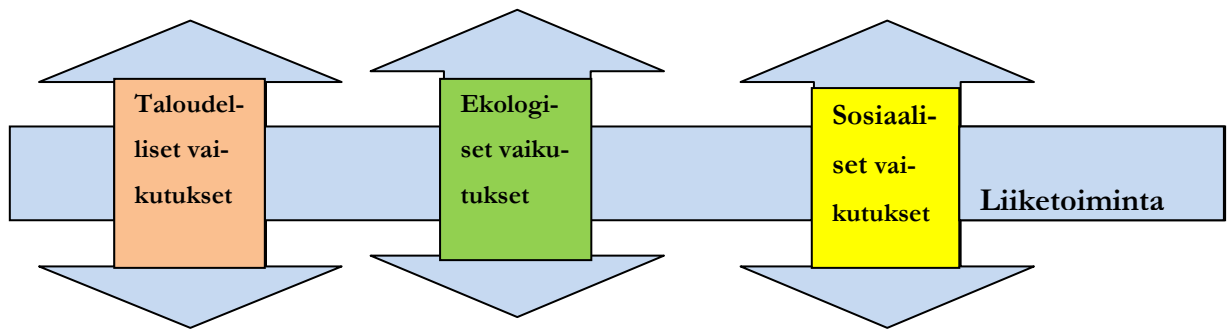 Taloudel-
liset vai-
kutukset
Ekologi-
set vaiku-
tukset
Sosiaali-
set vai-
kutukset
Liiketoiminta